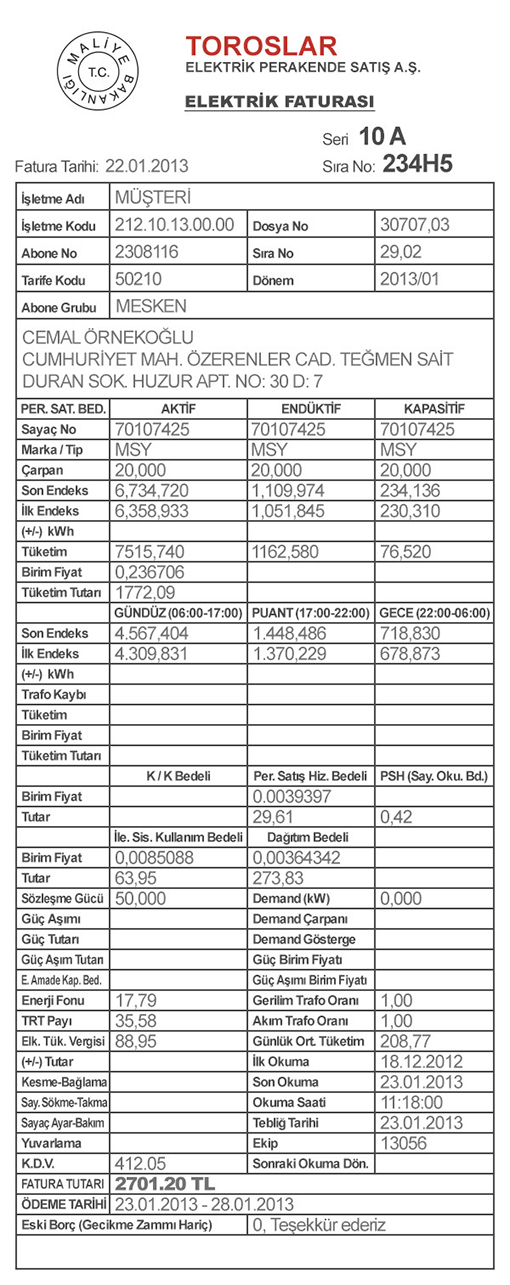 MALİYE BAKANLIĞI
T.C.
TOROSLAR
ELEKTRİK PERAKENDE SATIŞ A.Ş.
ELEKTRİK FATURASI
Seri 10 A
Fatura Tarihi: 22.01.2013 Sıra No: 234H5
İşletme Adı MÜŞTERİ
İşletme Kodu 212.10.13.00.00 Dosya No 30707,03
Abone No 2308116 Sıra No 29,02
Tarife Kodu 50210 Dönem 2013/01
Abone Grubu MESKEN
CEMAL ÖRNEKOĞLU
CUMHURİYET MAH. ÖZERENLER CAD. TEĞMEN SAİT
DURAN SOK. HUZUR APT. NO: 30 D: 7
PER. SAT. BED. AKTİF ENDÜKTİF KAPASİTİF
Sayaç No 70107425 70107425 70107425
Marka / Tip MSY MSY MSY
Çarpan 20,000 20,000 20,000
Son Endeks 6,734,720 1,109,974 234,136
İlk Endeks 6,358,933 1,051,845 230,310
(+/-) kWh
Tüketim 7515,740 1162,580 76,520
Birim Fiyat 0,236706
Tüketim Tutarı 1772,09
GÜNDÜZ (06:00-17:00) PUANT (17:00-22:00) GECE (22:00-06:00)
Son Endeks 4.567,404 1.448,486 718,830
İlk Endeks 4.309,831 1.370,229 678,873
(+/-) kWh
Trafo Kaybı
Tüketim
Birim Fiyat
Tüketim Tutarı
K / K Bedeli Per. Satış Hiz. Bedeli PSH (Say. Oku. Bd.)
Birim Fiyat 0.0039397
Tutar 29,61 0,42
İle. Sis. Kullanım Bedeli Dağıtım Bedeli
Birim Fiyat 0,0085088 0,00364342
Tutar 63,95 273,83
Sözleşme Gücü 50,000 Demand (kW) 0,000
Güç Aşımı Demand Çarpanı
Güç Tutarı Demand Gösterge
Güç Aşım Tutarı Güç Birim Fiyatı
E. Amade Kap. Bed. Güç Aşımı Birim Fiyatı
Enerji Fonu 17,79 Gerilim Trafo Oranı 1,00
TRT Payı 35,58 Akım Trafo Oranı 1,00
Elk. Tük. Vergisi 88,95 Günlük Ort. Tüketim 208,77
(+/-) Tutar İlk Okuma 18.12.2012
Kesme-Bağlama Son Okuma 23.01.2013
Say. Sökme-Takma Okuma Saati 11:18:00
Sayaç Ayar-Bakım Tebliğ Tarihi 23.01.2013
Yuvarlama Ekip 13056
K.D.V. 412.05 Sonraki Okuma Dön.
FATURA TUTARI 2701.20 TL
ÖDEME TARİHİ 23.01.2013 - 28.01.2013
Eski Borç (Gecikme Zammı Hariç) 0, Teşekkür ederiz